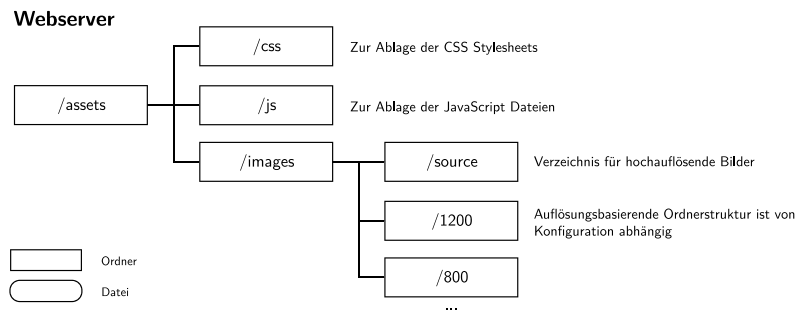 Webserver
/css
Zur Ablage der CSS Stylesheets
/assets
/js
Zur Ablage der JavaScript Dateien
/images
/source
Verzeichnis für hochauflösende Bilder
/1200
Auflösungsbasierende Ordnerstruktur ist von
Konfiguration abhängig
Ordner
/800
Datei
...